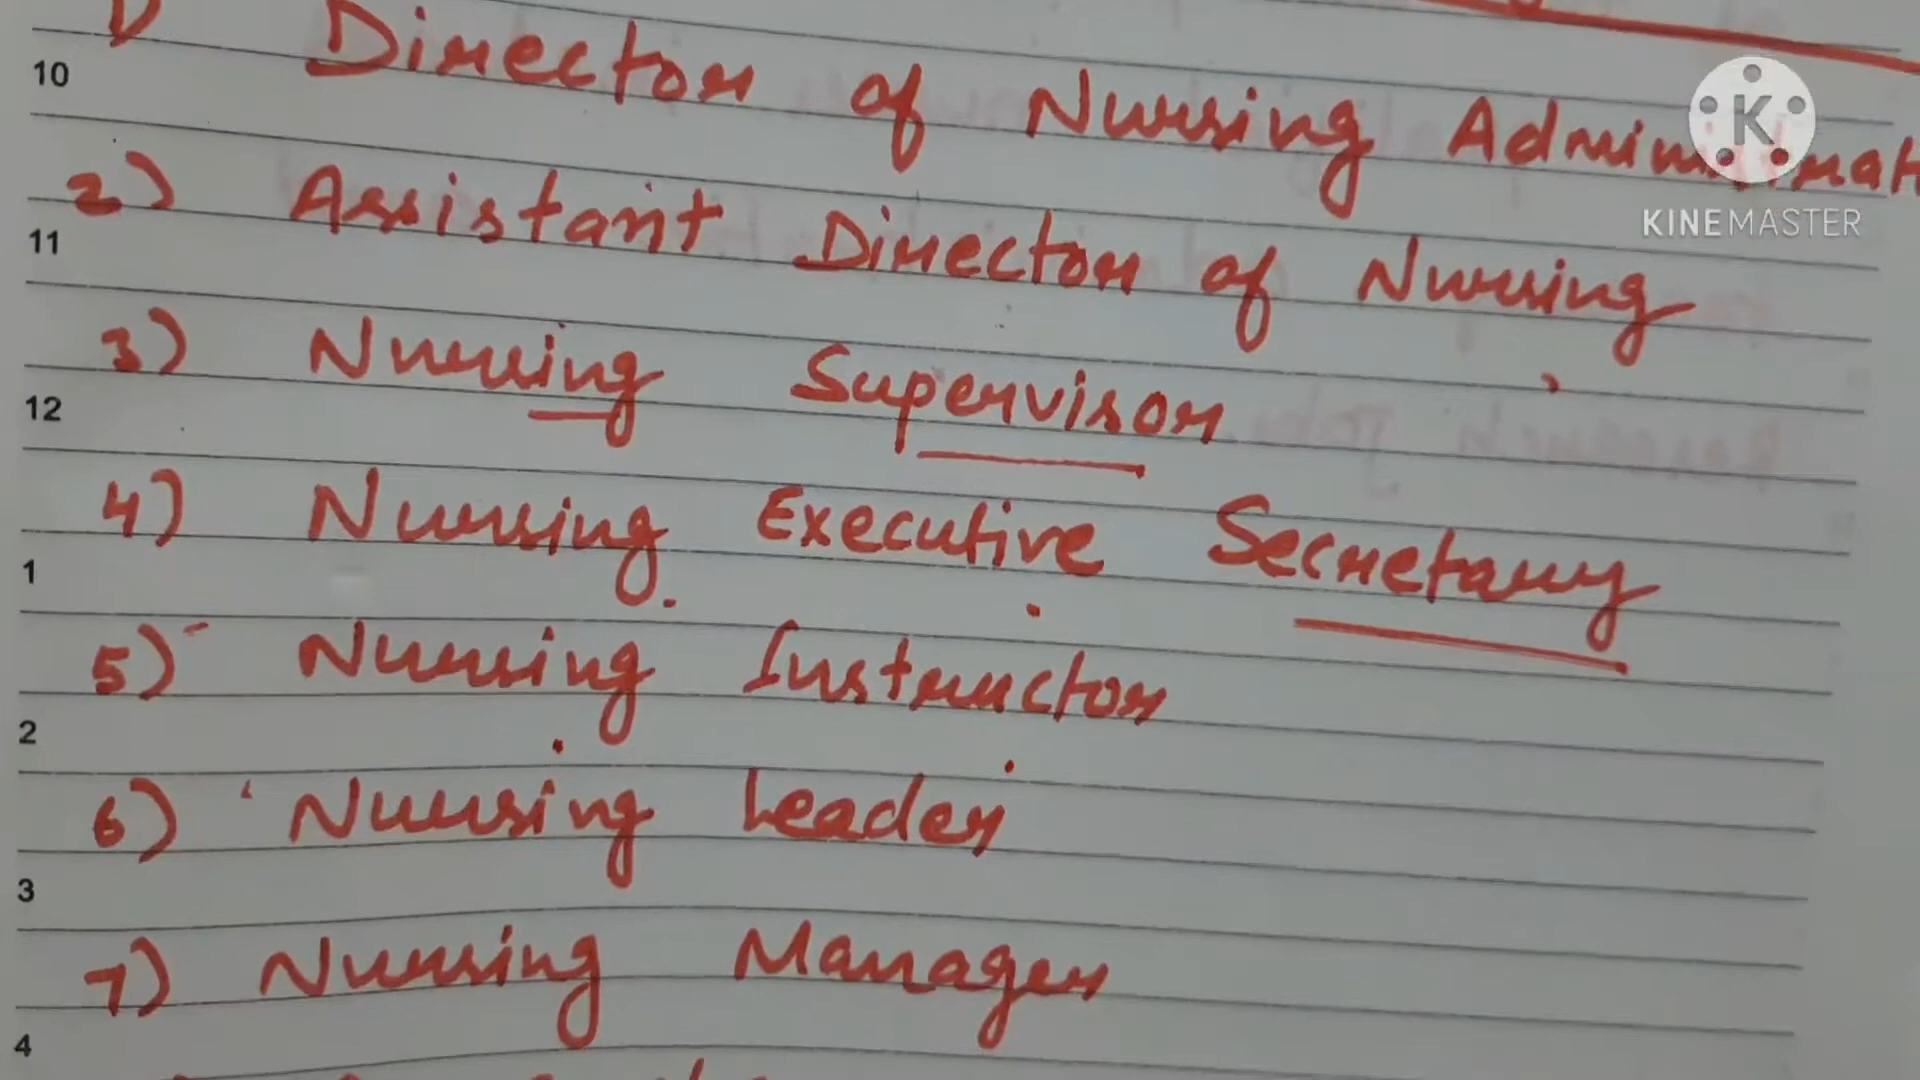 1) Director of Nursing
10
2) Assistant Director of Nursing
11
3) Nursing Supervisor
12
4) Nursing Executive Secretary
1
5) Nursing Instructor
2
6) Nursing Leader
3
7) Nursing Manager
4
K
KINEMASTER